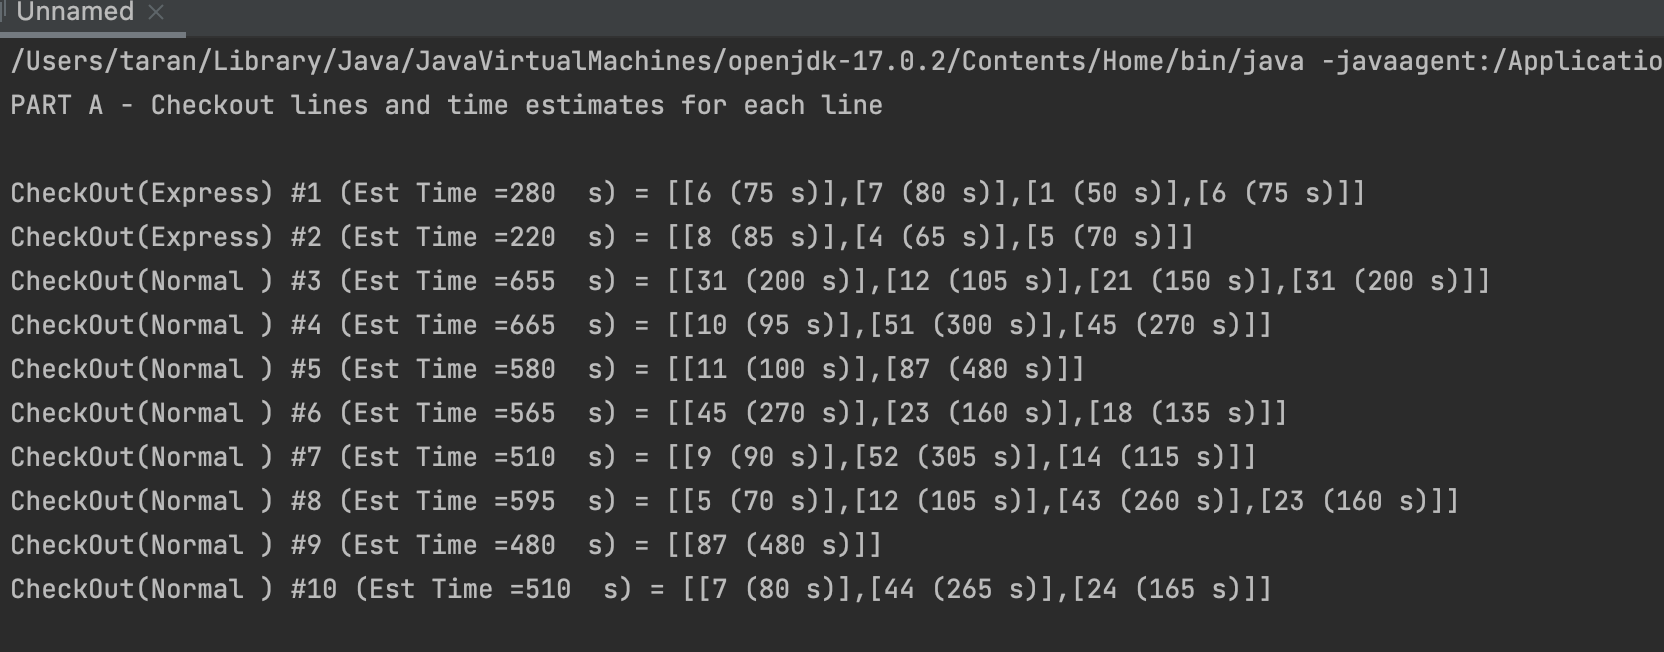 Unnamed
/Users/taran/Library/Java/JavaVirtualMachines/openjdk-17.0.2/Contents/Home/bin/java -javaagent:/Applicatio
PART A - Checkout lines and time estimates for each line
CheckOut(Express) #1 (Est Time =280  s) = [[6 (75 s)],[7 (80 s)],[1 (50 s)],[6 (75 s)]]
CheckOut(Express) #2 (Est Time =220  s) = [[8 (85 s)],[4 (65 s)],[5 (70 s)]]
CheckOut(Normal ) #3 (Est Time =655  s) = [[31 (200 s)],[12 (105 s)],[21 (150 s)],[31 (200 s)]]
CheckOut(Normal ) #4 (Est Time =665  s) = [[10 (95 s)],[51 (300 s)],[45 (270 s)]]
CheckOut(Normal ) #5 (Est Time =580  s) = [[11 (100 s)],[87 (480 s)]]
CheckOut(Normal ) #6 (Est Time =565  s) = [[45 (270 s)],[23 (160 s)],[18 (135 s)]]
CheckOut(Normal ) #7 (Est Time =510  s) = [[9 (90 s)],[52 (305 s)],[14 (115 s)]]
CheckOut(Normal ) #8 (Est Time =595  s) = [[5 (70 s)],[12 (105 s)],[43 (260 s)],[23 (160 s)]]
CheckOut(Normal ) #9 (Est Time =480  s) = [[87 (480 s)]]
CheckOut(Normal ) #10 (Est Time =510  s) = [[7 (80 s)],[44 (265 s)],[24 (165 s)]]